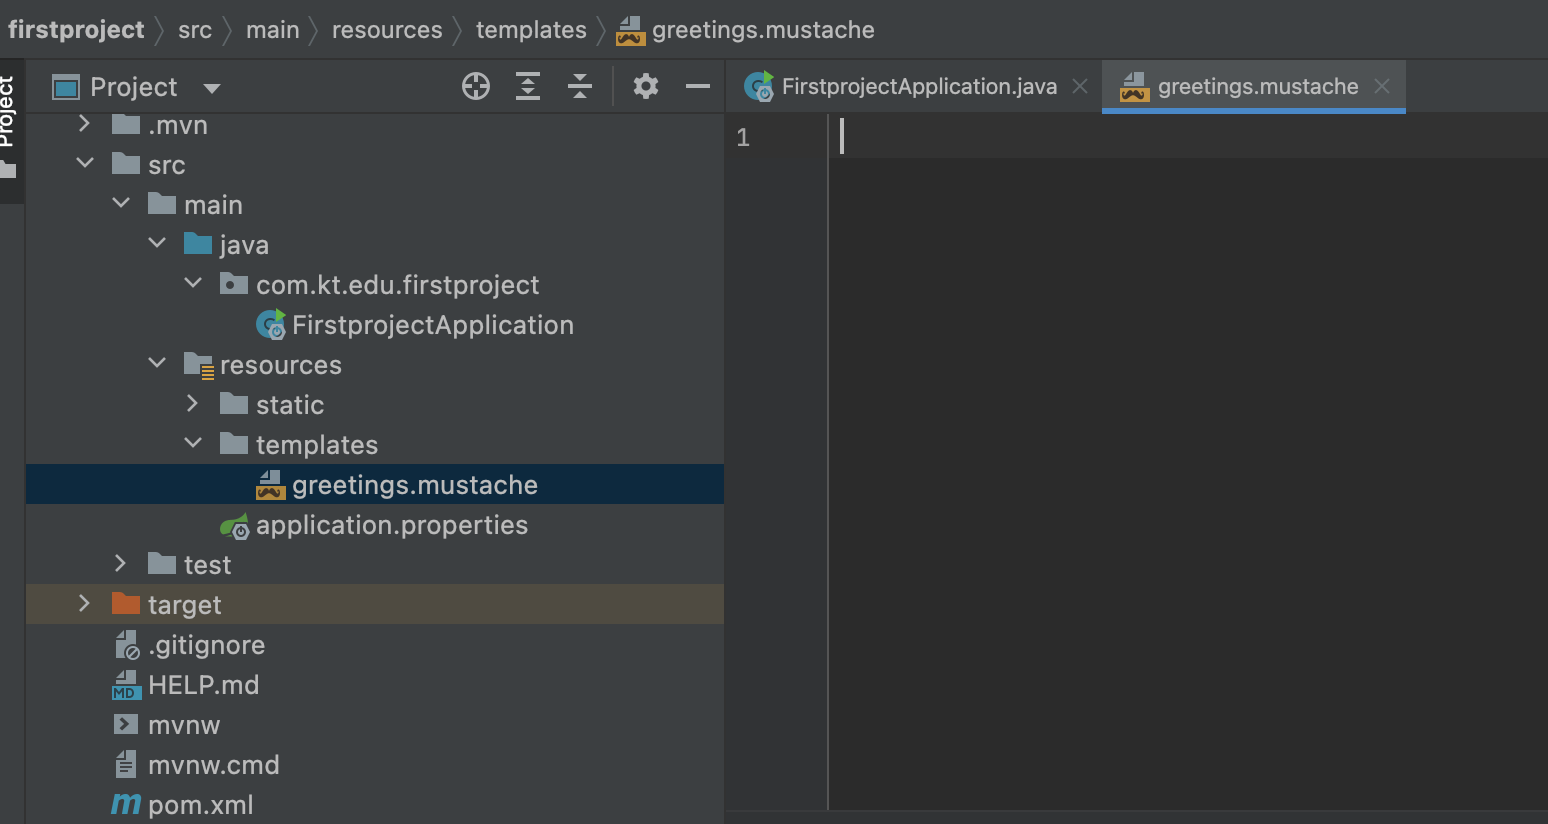 firstproject src main resources templates greetings.mustache
Project
Project
FirstprojectApplication.java
greetings.mustache
.mvn
src
main
java
com.kt.edu.firstproject
FirstprojectApplication
resources
static
templates
greetings.mustache
application.properties
test
target
.gitignore
MD HELP.md
mvnw
mvnw.cmd
m pom.xml
1